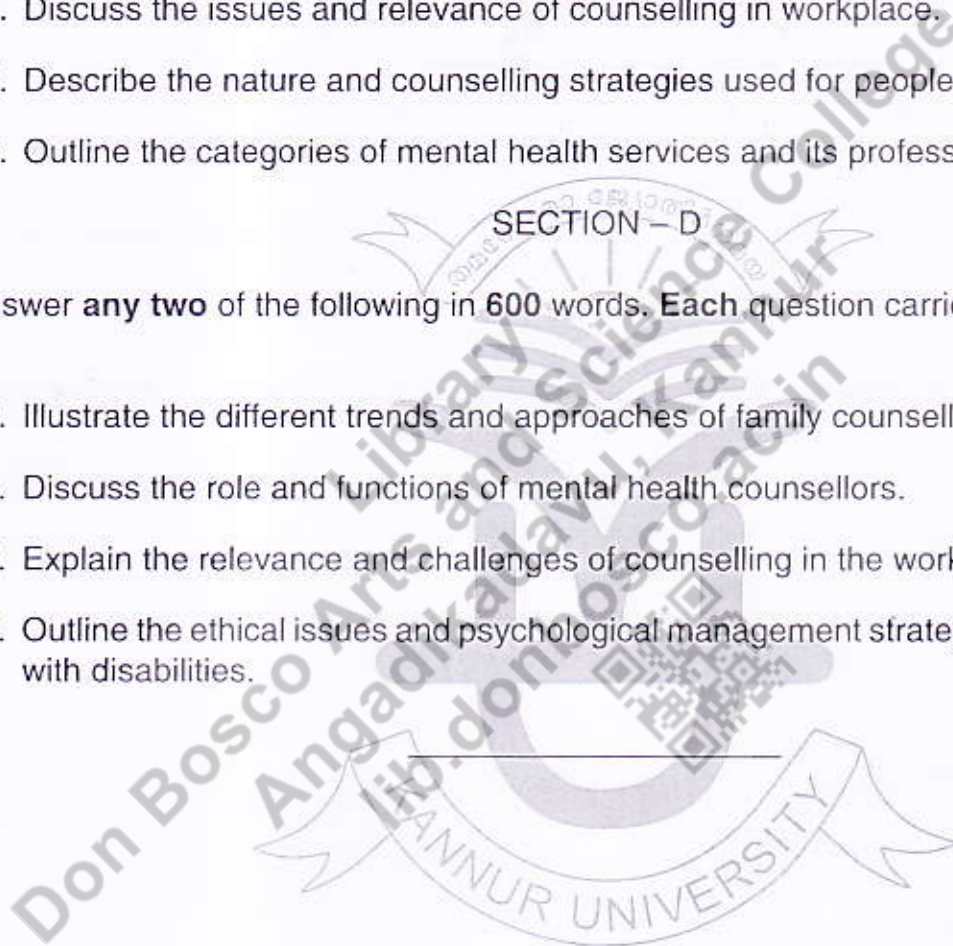 . Discuss the issues and relevance of counselling in workplace.
. Describe the nature and counselling strategies used for people
. Outline the categories of mental health services and its profess
SECTION – D
swer any two of the following in 600 words. Each question carri
. Illustrate the different trends and approaches of family counsell
. Discuss the role and functions of mental health counsellors.
. Explain the relevance and challenges of counselling in the work
. Outline the ethical issues and psychological management strate
with disabilities.
Don Bosco Arts and Science College
Angadikadavu, Kannur
Library
lib.donbosco.ac.in
KANNUR UNIVERSITY